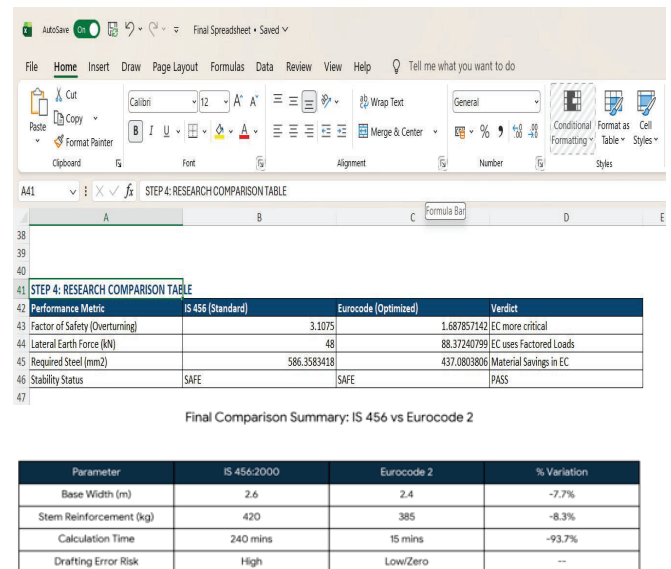 AutoSave On Final Spreadsheet • Saved
File Home Insert Draw Page Layout Formulas Data Review View Help Tell me what you want to do
Paste Cut Copy Format Painter Calibri 12 A A B I U A Wrap Text Merge & Center General % Conditional Formatting Format as Table Cell Styles
Clipboard Font Alignment Number Styles
A41 fx STEP 4: RESEARCH COMPARISON TABLE
Formula Bar
A B C D E
38
39
40
41 STEP 4: RESEARCH COMPARISON TABLE
42 Performance Metric IS 456 (Standard) Eurocode (Optimized) Verdict
43 Factor of Safety (Overturning) 3.1075 1.687857142 EC more critical
44 Lateral Earth Force (kN) 48 88.37240799 EC uses Factored Loads
45 Required Steel (mm2) 586.3583418 437.0803806 Material Savings in EC
46 Stability Status SAFE SAFE PASS
47
Final Comparison Summary: IS 456 vs Eurocode 2
Parameter IS 456:2000 Eurocode 2 % Variation
Base Width (m) 2.6 2.4 -7.7%
Stem Reinforcement (kg) 420 385 -8.3%
Calculation Time 240 mins 15 mins -93.7%
Drafting Error Risk High Low/Zero --